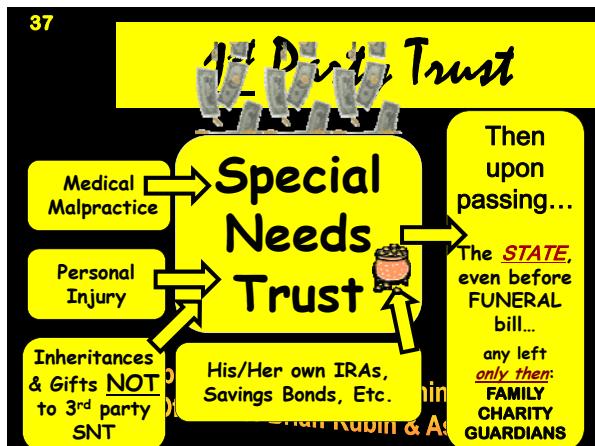 37
1st Party Trust
Medical
Malpractice
Personal
Injury
Inheritances
& Gifts NOT
to 3rd party
SNT
Special
Needs
Trust
His/Her own IRAs,
Savings Bonds, Etc.
Then
upon
passing…
The STATE,
even before
FUNERAL
bill…
any left
only then:
FAMILY
CHARITY
GUARDIANS
Rubin &